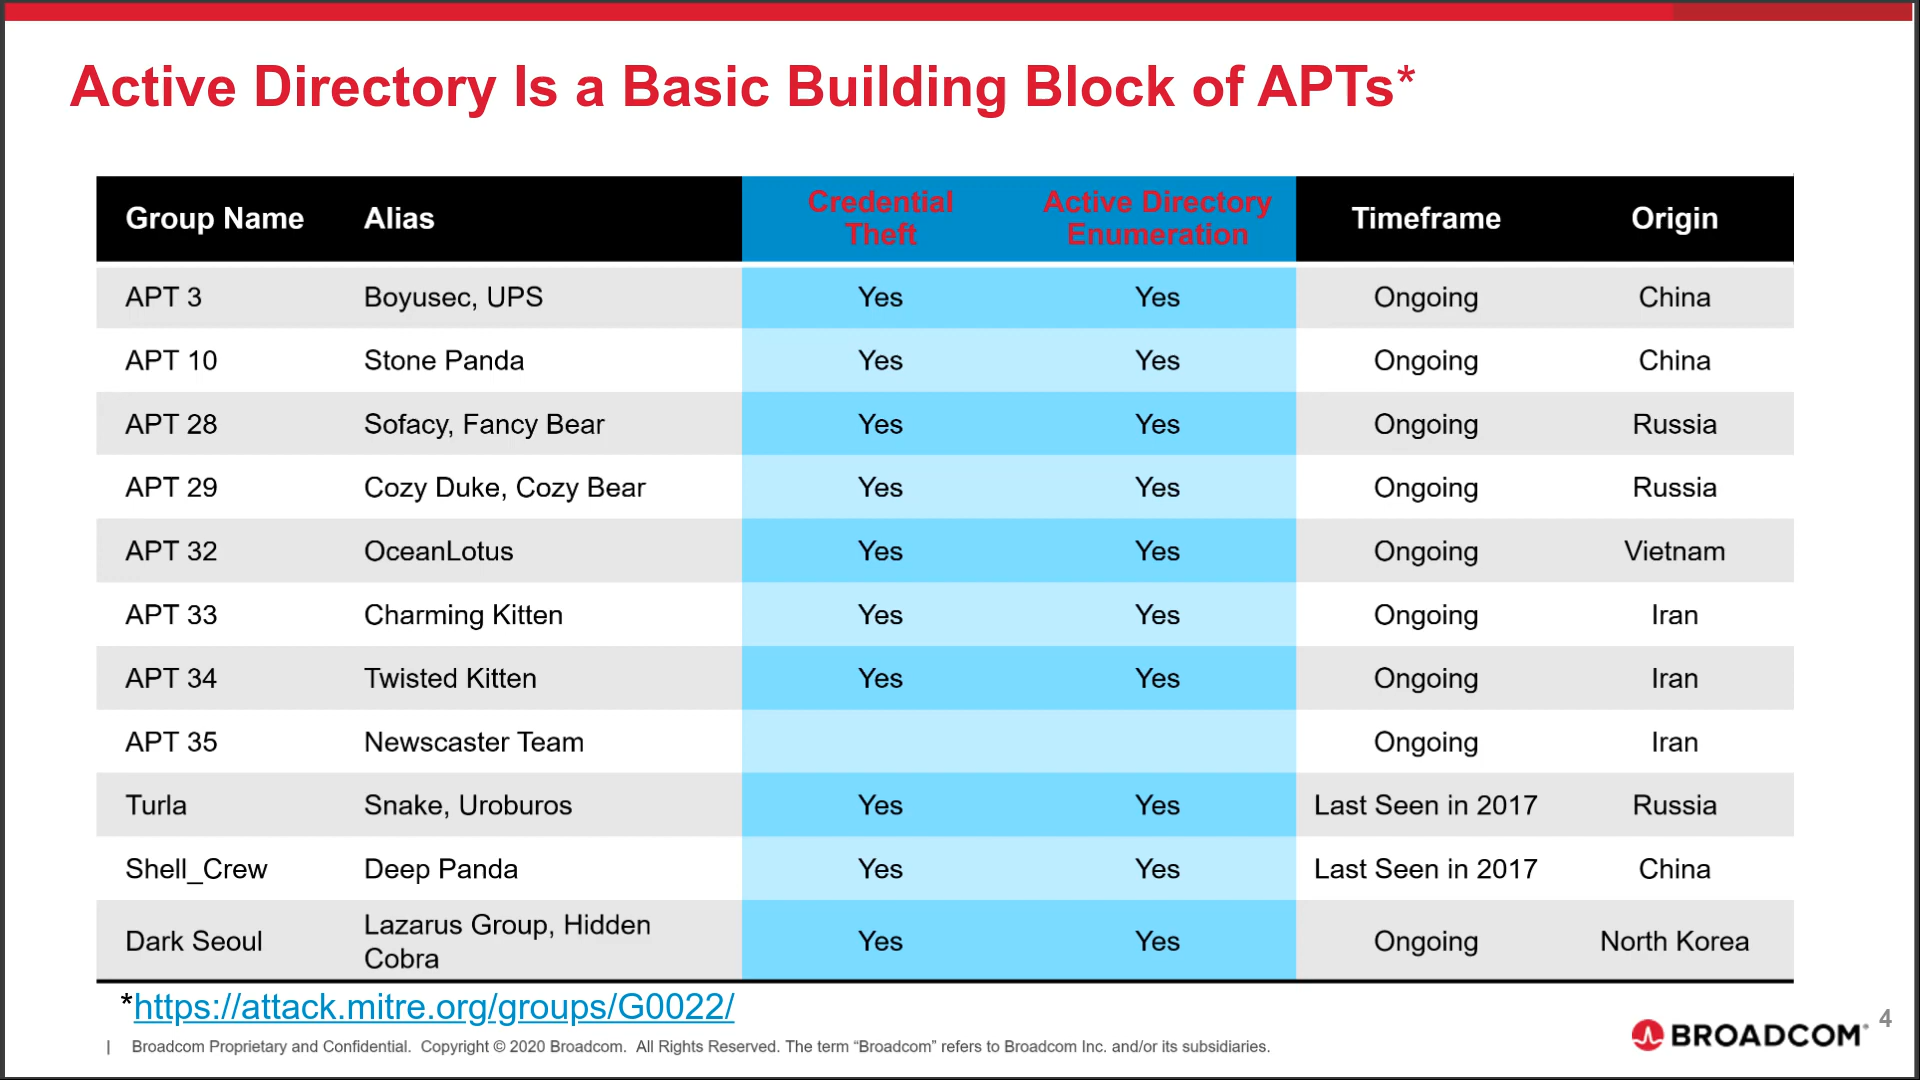 Active Directory Is a Basic Building Block of APTs*
Group Name Alias Credential Theft Active Directory Enumeration Timeframe Origin
APT 3 Boyusec, UPS Yes Yes Ongoing China
APT 10 Stone Panda Yes Yes Ongoing China
APT 28 Sofacy, Fancy Bear Yes Yes Ongoing Russia
APT 29 Cozy Duke, Cozy Bear Yes Yes Ongoing Russia
APT 32 OceanLotus Yes Yes Ongoing Vietnam
APT 33 Charming Kitten Yes Yes Ongoing Iran
APT 34 Twisted Kitten Yes Yes Ongoing Iran
APT 35 Newscaster Team Ongoing Iran
Turla Snake, Uroburos Yes Yes Last Seen in 2017 Russia
Shell_Crew Deep Panda Yes Yes Last Seen in 2017 China
Dark Seoul Lazarus Group, Hidden Cobra Yes Yes Ongoing North Korea
*https://attack.mitre.org/groups/G0022/
| Broadcom Proprietary and Confidential. Copyright © 2020 Broadcom. All Rights Reserved. The term “Broadcom” refers to Broadcom Inc. and/or its subsidiaries.
BROADCOM®
4